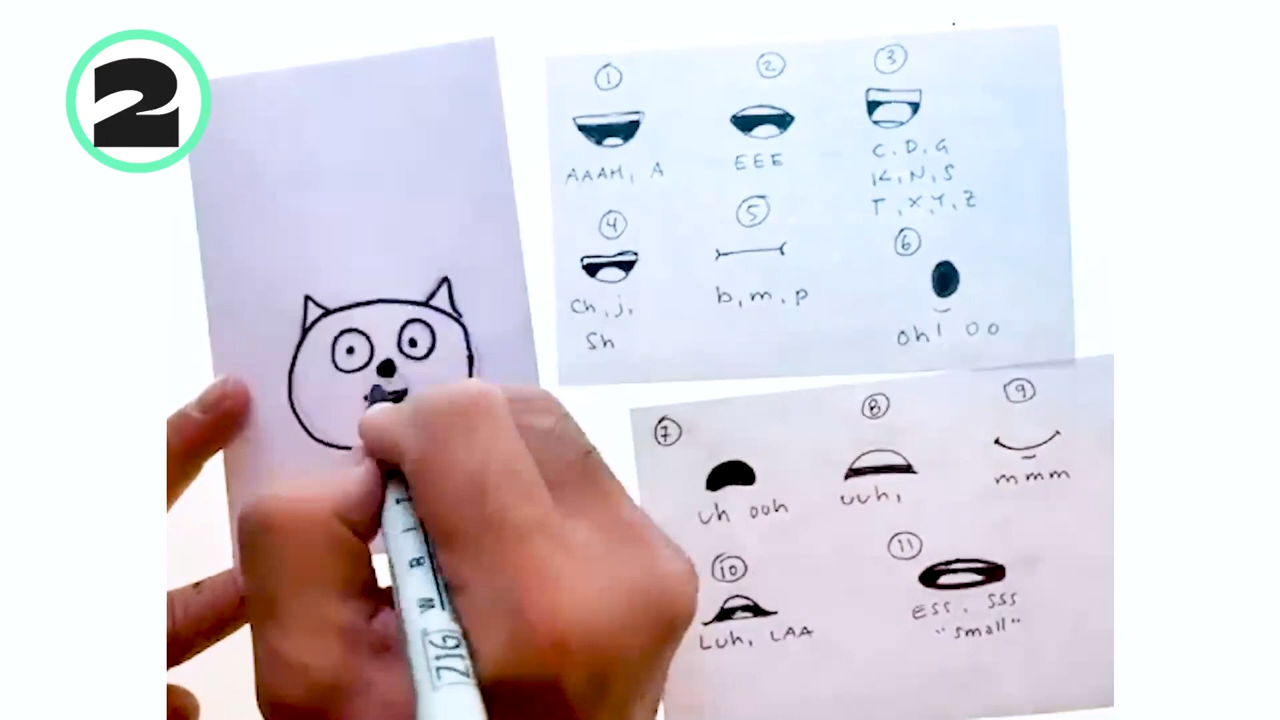 2
1
AAAH, A
2
EEE
3
C. D. G
K, N, S
T, X, Y, Z
4
Ch, j,
Sh
5
b, m, p
6
Oh! OO
7
uh ooh
8
uuh,
9
mmm
10
Luh, LAA
11
ESS, SSS
"small"
ZIG